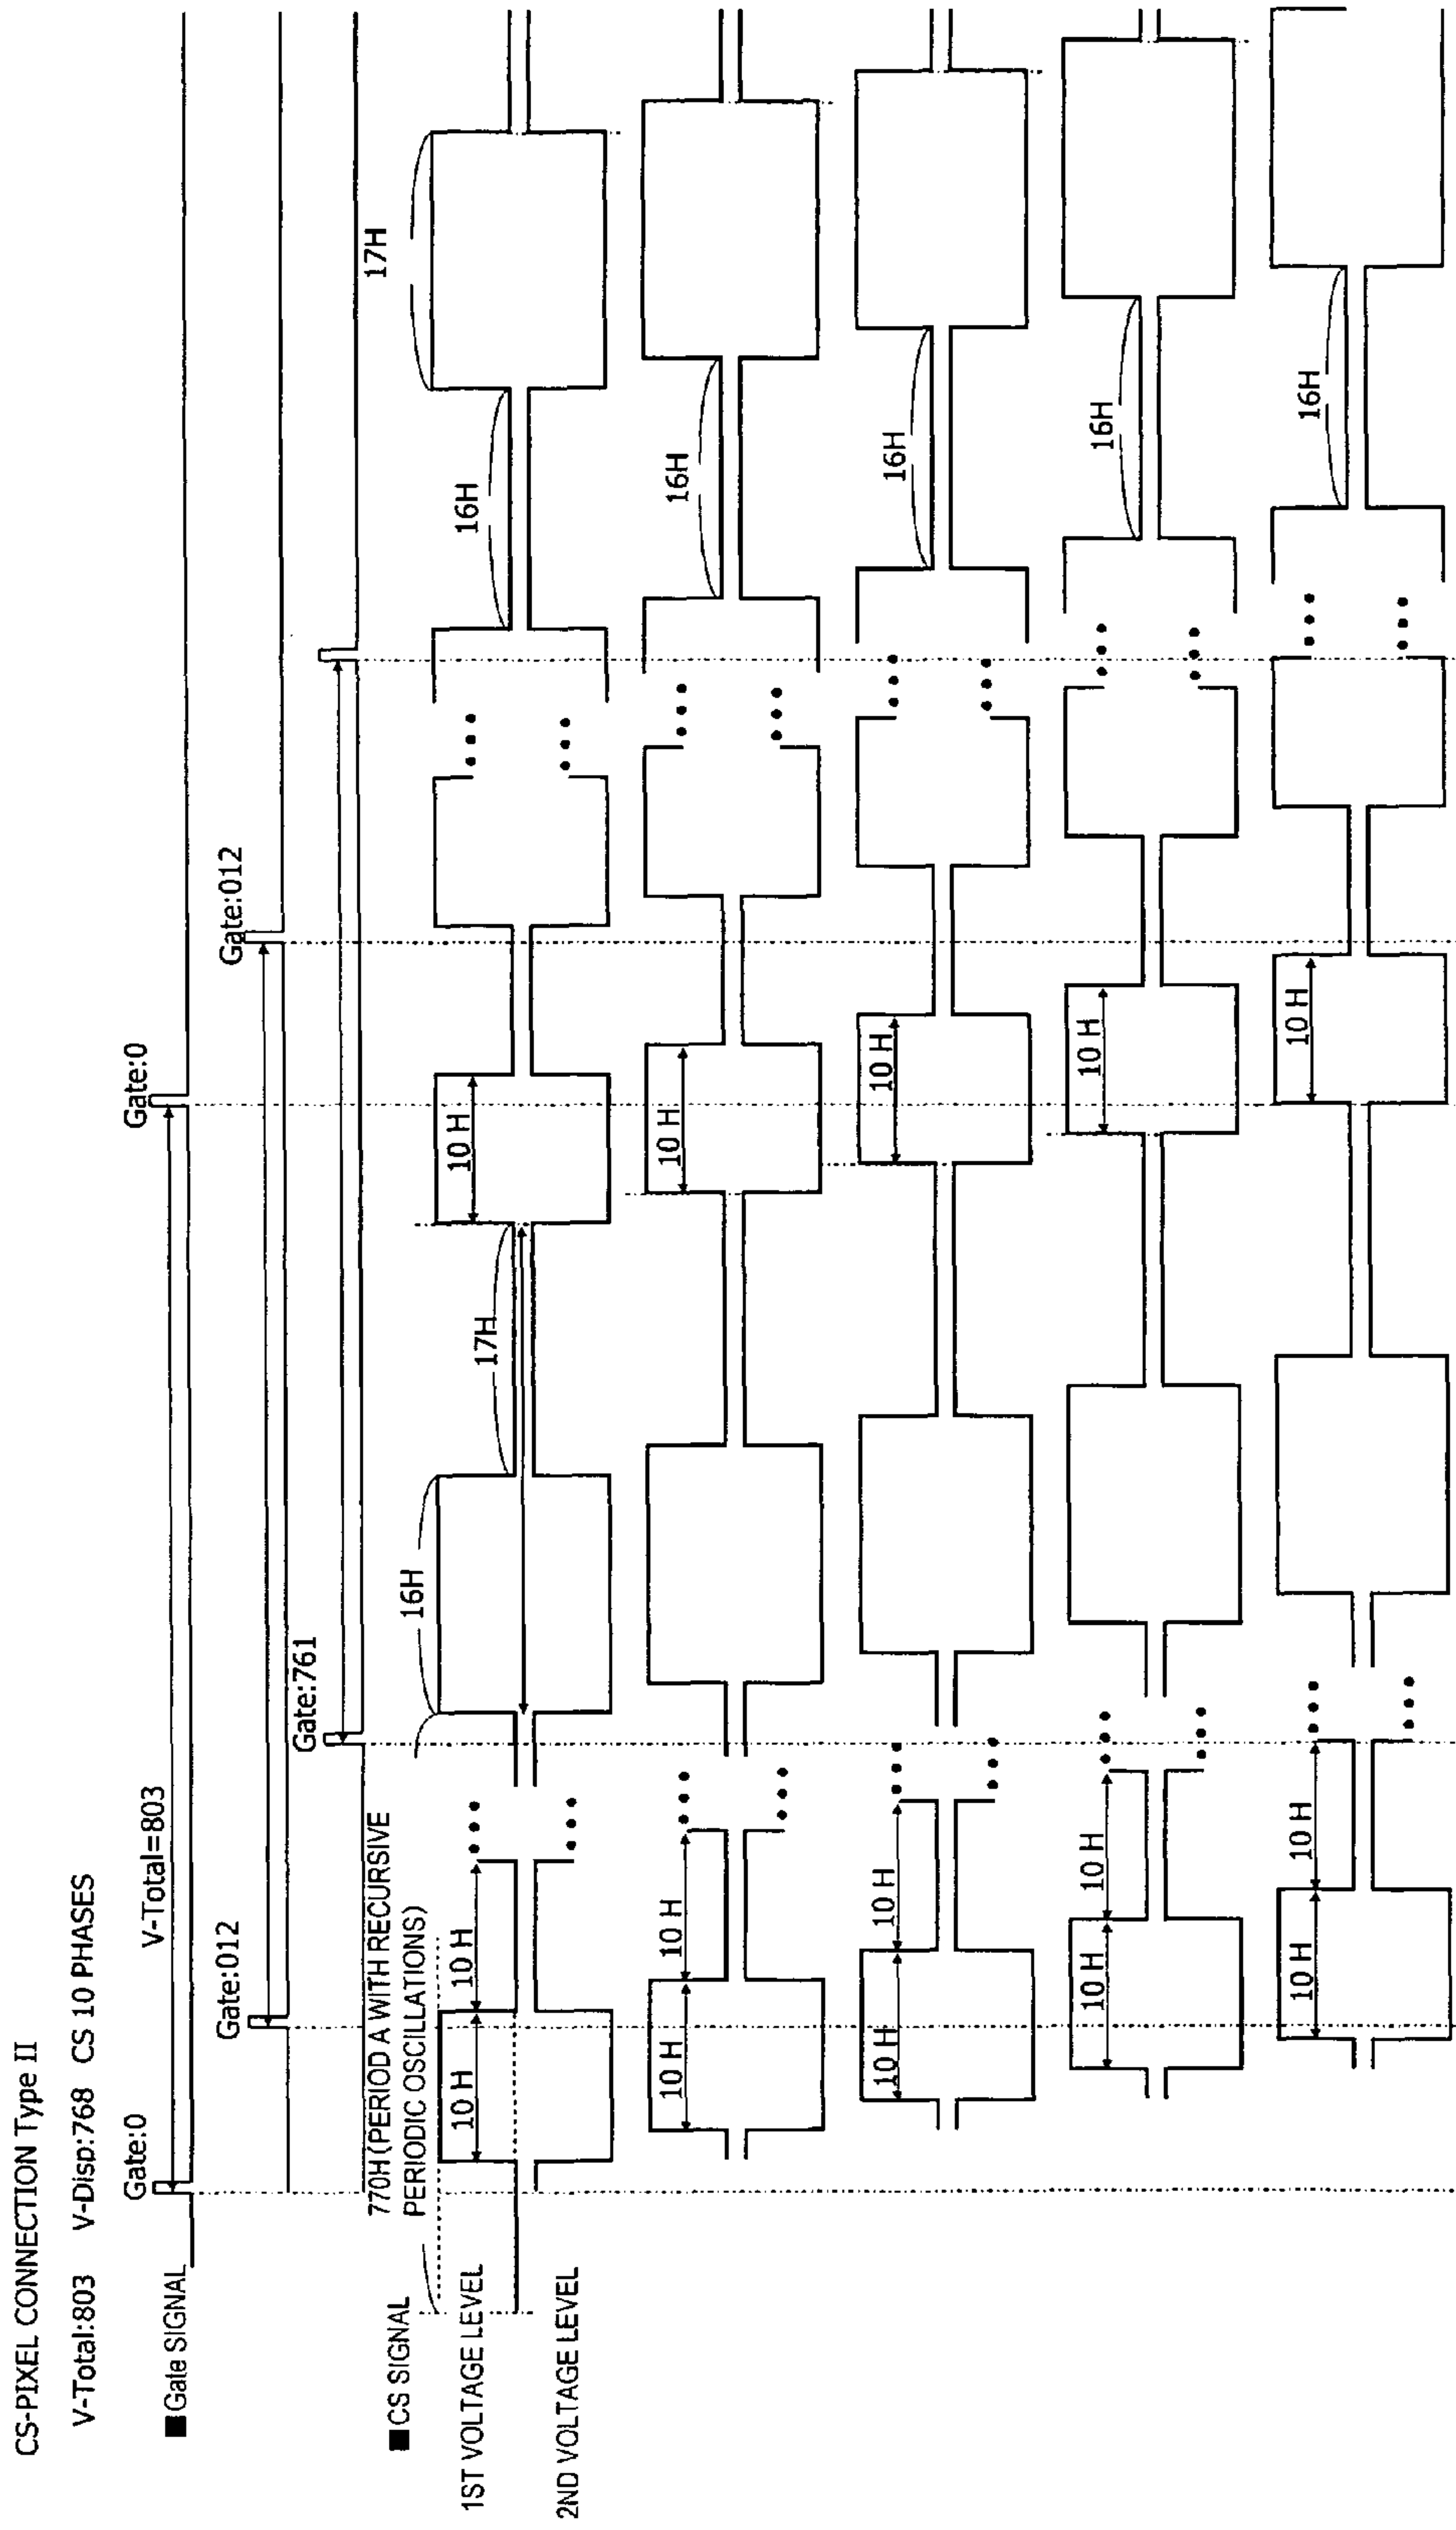 CS-PIXEL CONNECTION Type II
V-Total:803 V-Disp:768 CS 10 PHASES
■Gate SIGNAL
Gate:0
V-Total=803
Gate:0
Gate:012
Gate:012
Gate:761
770H(PERIOD A WITH RECURSIVE
PERIODIC OSCILLATIONS)
■CS SIGNAL
1ST VOLTAGE LEVEL
2ND VOLTAGE LEVEL
10 H
10 H
16H
17H
10 H
16H
17H
10 H
10 H
10 H
16H
10 H
10 H
10 H
16H
10 H
10 H
10 H
16H
10 H
10 H
10 H
16H